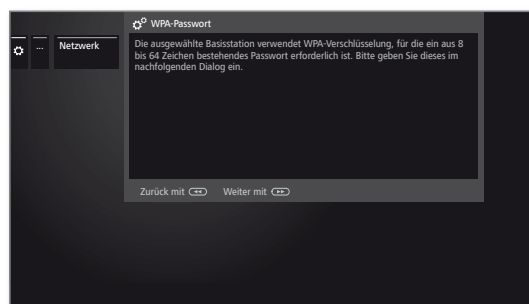 WPA-Passwort
... Netzwerk
Die ausgewählte Basisstation verwendet WPA-Verschlüsselung, für die ein aus 8
bis 64 Zeichen bestehendes Passwort erforderlich ist. Bitte geben Sie dieses im
nachfolgenden Dialog ein.
Zurück mit Weiter mit